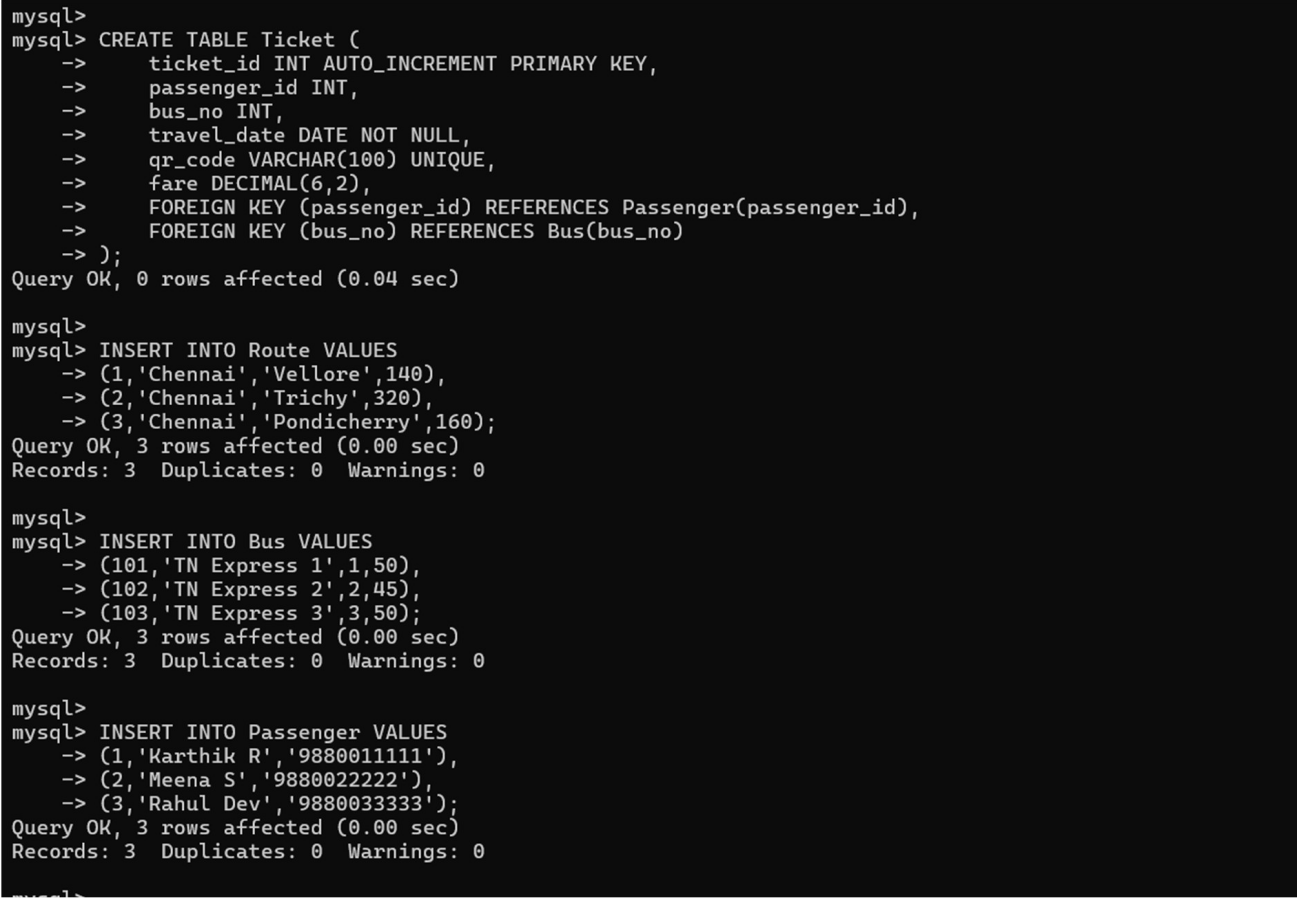 mysql>
mysql> CREATE TABLE Ticket (
    ->     ticket_id INT AUTO_INCREMENT PRIMARY KEY,
    ->     passenger_id INT,
    ->     bus_no INT,
    ->     travel_date DATE NOT NULL,
    ->     qr_code VARCHAR(100) UNIQUE,
    ->     fare DECIMAL(6,2),
    ->     FOREIGN KEY (passenger_id) REFERENCES Passenger(passenger_id),
    ->     FOREIGN KEY (bus_no) REFERENCES Bus(bus_no)
    -> );
Query OK, 0 rows affected (0.04 sec)

mysql>
mysql> INSERT INTO Route VALUES
    -> (1,'Chennai','Vellore',140),
    -> (2,'Chennai','Trichy',320),
    -> (3,'Chennai','Pondicherry',160);
Query OK, 3 rows affected (0.00 sec)
Records: 3  Duplicates: 0  Warnings: 0

mysql>
mysql> INSERT INTO Bus VALUES
    -> (101,'TN Express 1',1,50),
    -> (102,'TN Express 2',2,45),
    -> (103,'TN Express 3',3,50);
Query OK, 3 rows affected (0.00 sec)
Records: 3  Duplicates: 0  Warnings: 0

mysql>
mysql> INSERT INTO Passenger VALUES
    -> (1,'Karthik R','9880011111'),
    -> (2,'Meena S','9880022222'),
    -> (3,'Rahul Dev','9880033333');
Query OK, 3 rows affected (0.00 sec)
Records: 3  Duplicates: 0  Warnings: 0

mysql>